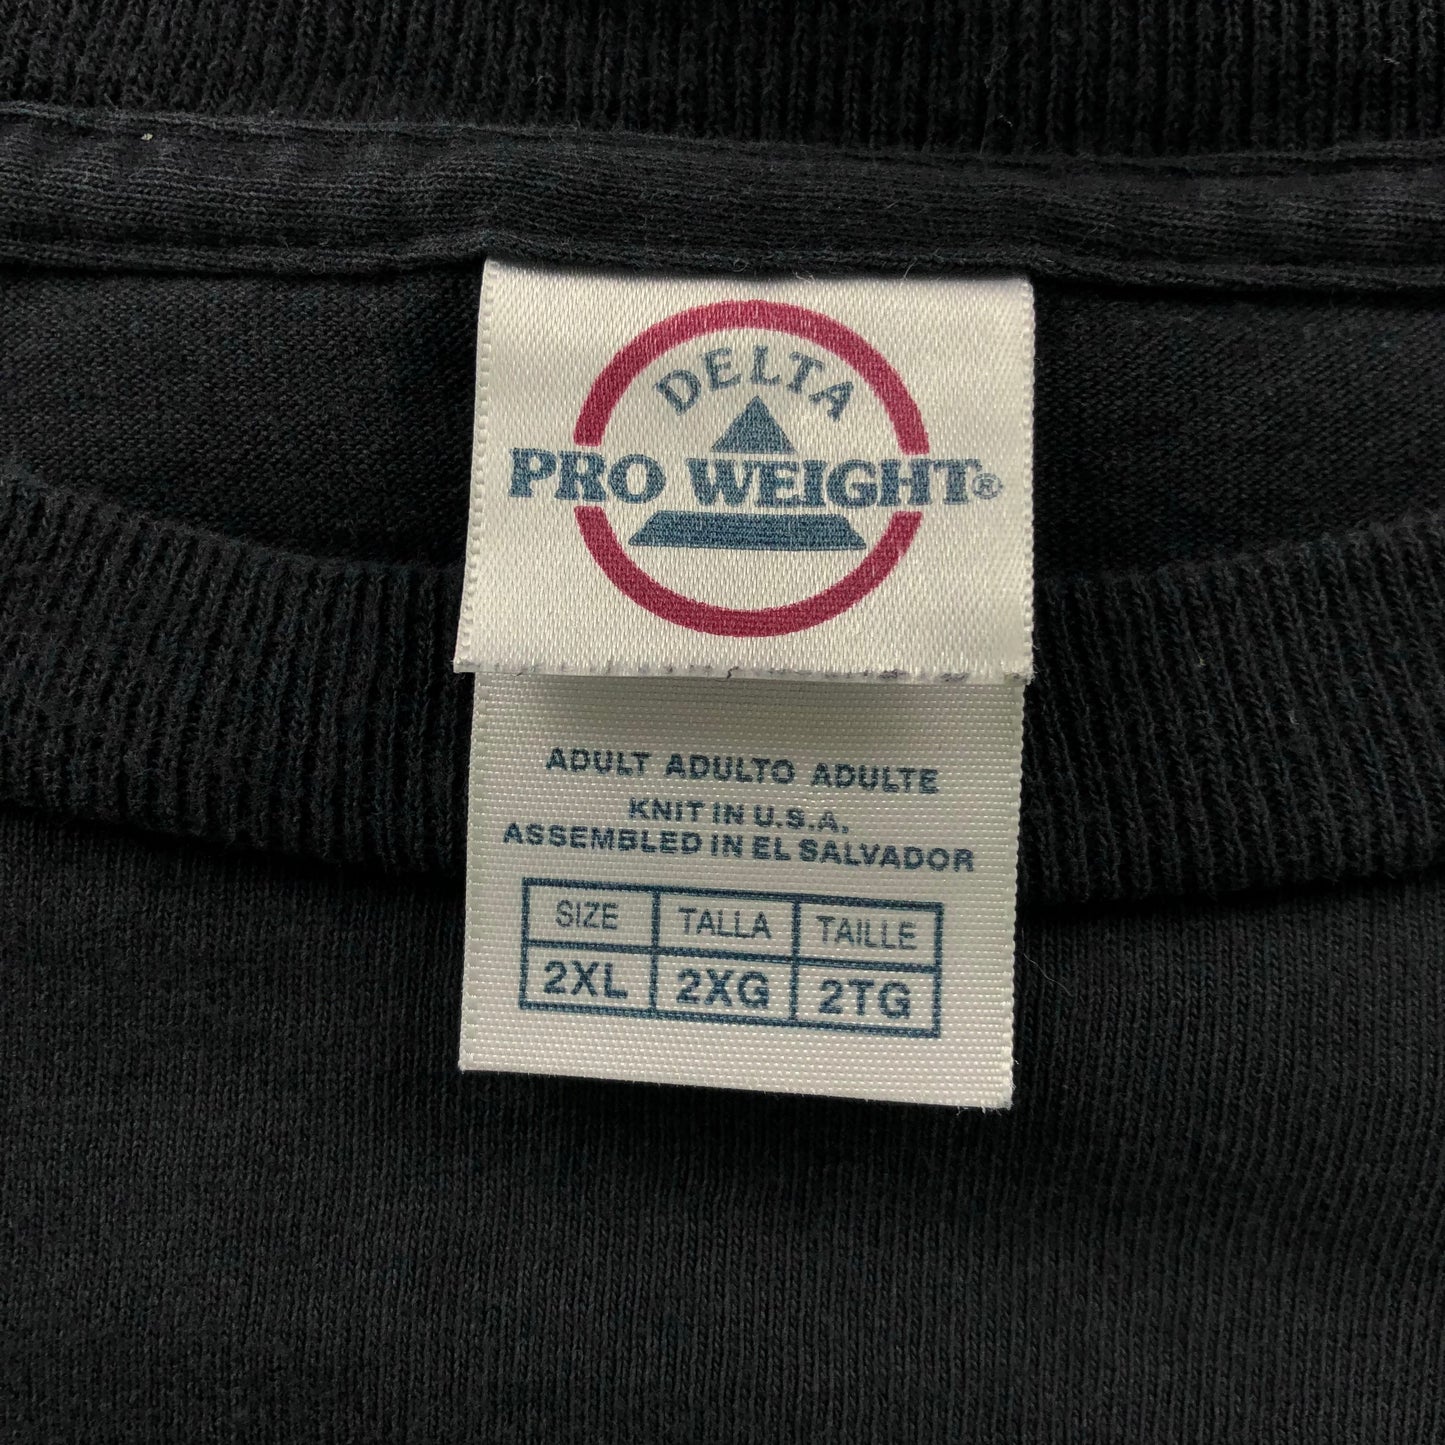 DELTA
PRO WEIGHT®
ADULT ADULTO ADULTE
KNIT IN U.S.A.
ASSEMBLED IN EL SALVADOR
SIZE TALLA TAILLE
2XL 2XG 2TG